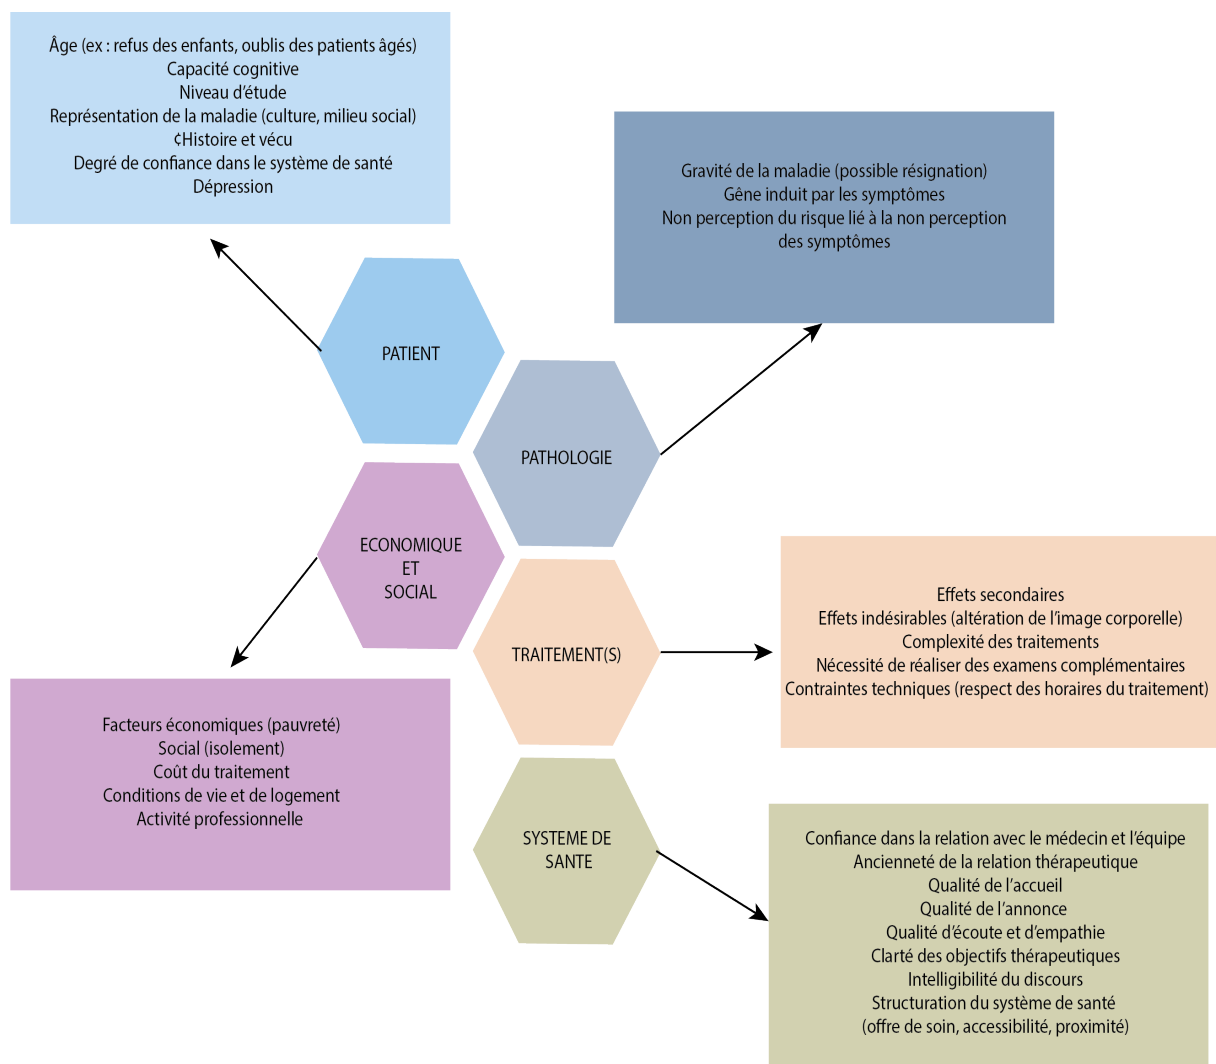 Âge (ex : refus des enfants, oublis des patients âgés)
Capacité cognitive
Niveau d'étude
Représentation de la maladie (culture, milieu social)
¢Histoire et vécu
Degré de confiance dans le système de santé
Dépression
Gravité de la maladie (possible résignation)
Gêne induit par les symptômes
Non perception du risque lié à la non perception
des symptômes
PATIENT
PATHOLOGIE
ECONOMIQUE
ET
SOCIAL
TRAITEMENT(S)
Effets secondaires
Effets indésirables (altération de l'image corporelle)
Complexité des traitements
Nécessité de réaliser des examens complémentaires
Contraintes techniques (respect des horaires du traitement)
Facteurs économiques (pauvreté)
Social (isolement)
Coût du traitement
Conditions de vie et de logement
Activité professionnelle
SYSTEME DE
SANTE
Confiance dans la relation avec le médecin et l'équipe
Ancienneté de la relation thérapeutique
Qualité de l'accueil
Qualité de l'annonce
Qualité d'écoute et d'empathie
Clarté des objectifs thérapeutiques
Intelligibilité du discours
Structuration du système de santé
(offre de soin, accessibilité, proximité)